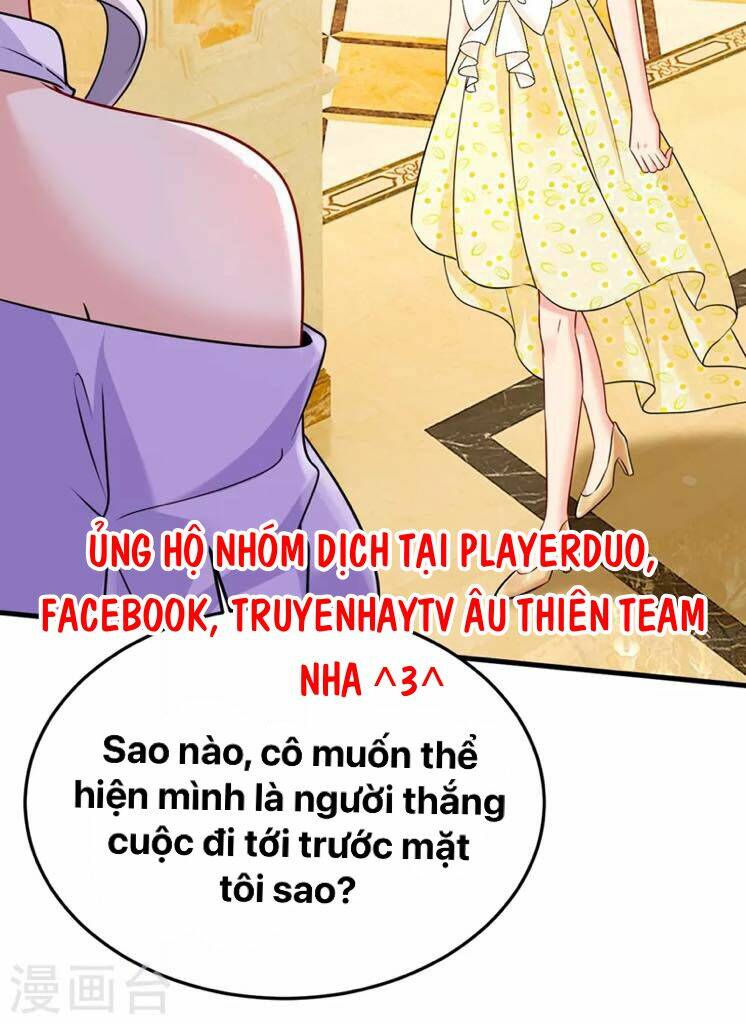 ỦNG HỘ NHÓM DỊCH TẠI PLAYERDUO,
FACEBOOK, TRUYENHAYTV ÂU THIÊN TEAM
NHA ^3^
Sao nào, cô muốn thể
hiện mình là người thắng
cuộc đi tới trước mặt
tôi sao?
漫画台